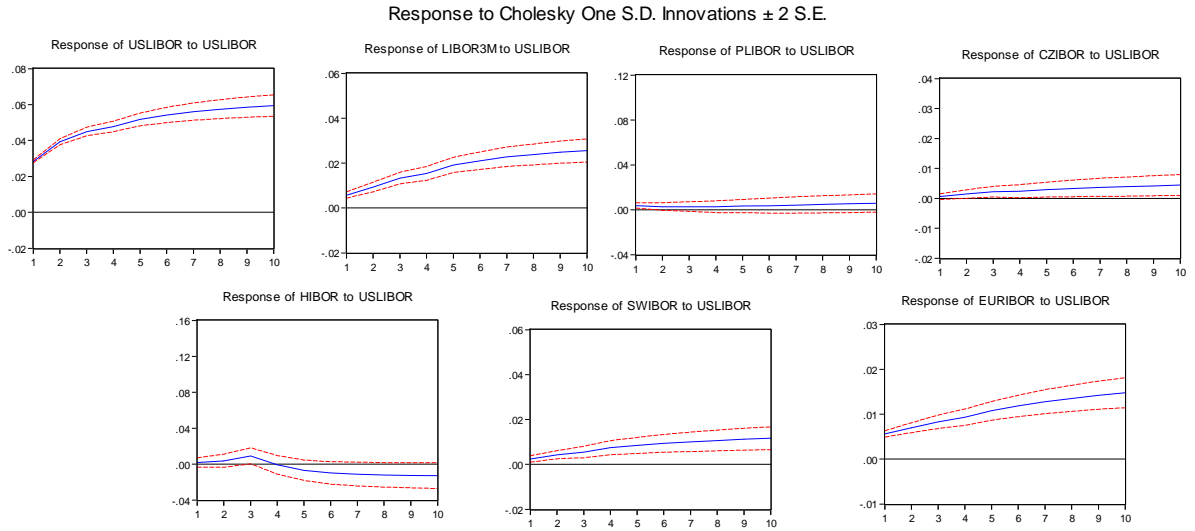 Response to Cholesky One S.D. Innovations ± 2 S.E.
Response of USLIBOR to USLIBOR
.08
.06
.04
.02
.00
-.02
1 2 3 4 5 6 7 8 9 10
Response of LIBOR3M to USLIBOR
.06
.04
.02
.00
-.02
1 2 3 4 5 6 7 8 9 10
Response of PLIBOR to USLIBOR
.12
.08
.04
.00
-.04
1 2 3 4 5 6 7 8 9 10
Response of CZIBOR to USLIBOR
.04
.03
.02
.01
.00
-.01
-.02
1 2 3 4 5 6 7 8 9 10
Response of HIBOR to USLIBOR
.16
.12
.08
.04
.00
-.04
1 2 3 4 5 6 7 8 9 10
Response of SWIBOR to USLIBOR
.06
.04
.02
.00
-.02
1 2 3 4 5 6 7 8 9 10
Response of EURIBOR to USLIBOR
.03
.02
.01
.00
-.01
1 2 3 4 5 6 7 8 9 10